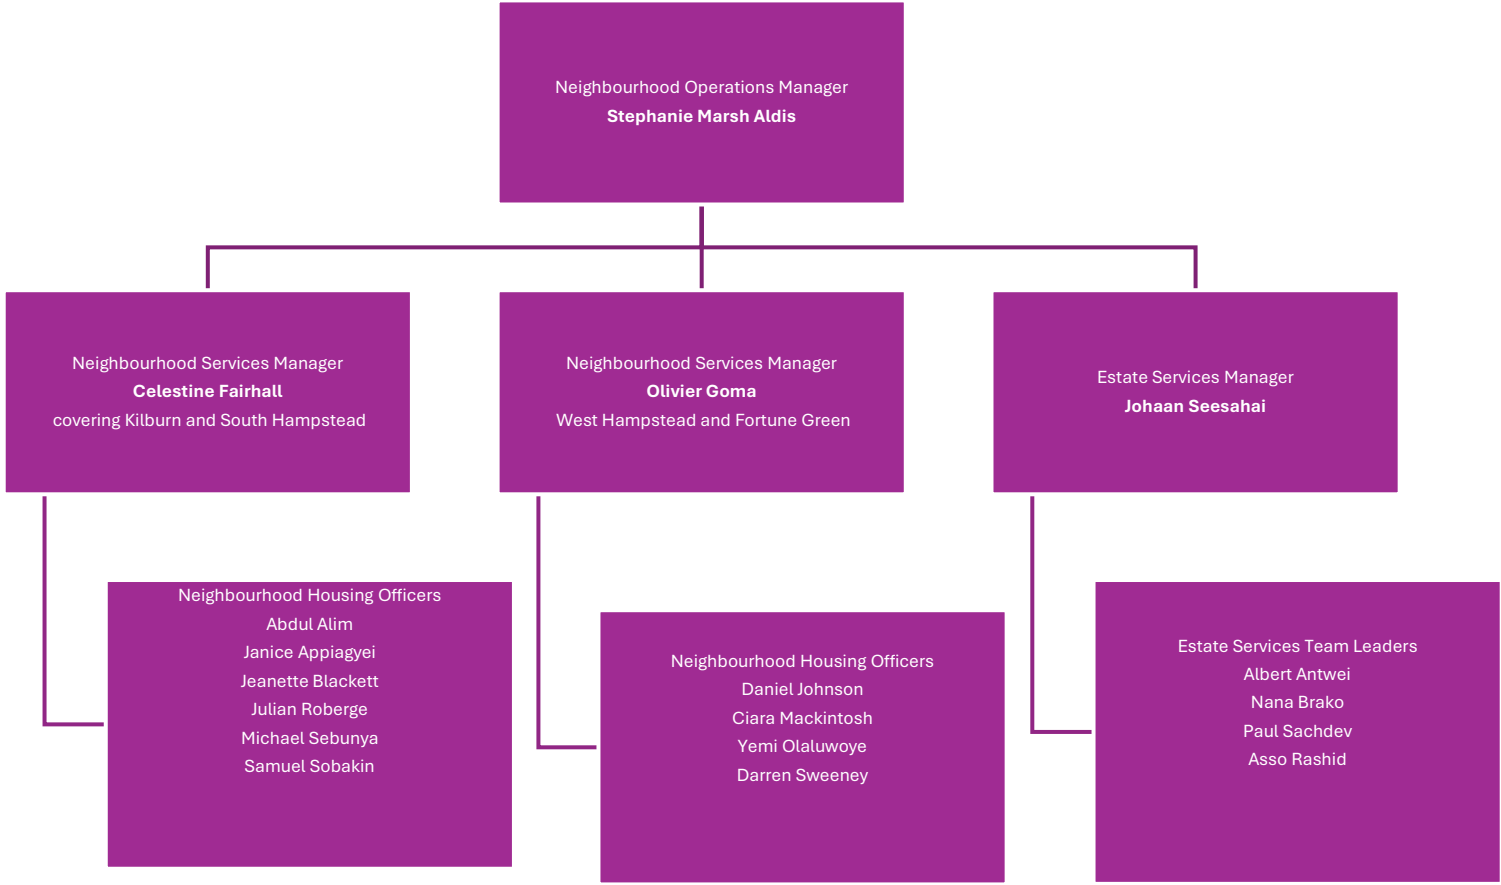 Neighbourhood Operations Manager
Stephanie Marsh Aldis
Neighbourhood Services Manager
Celestine Fairhall
covering Kilburn and South Hampstead
Neighbourhood Services Manager
Olivier Goma
West Hampstead and Fortune Green
Estate Services Manager
Johaan Seesahai
Neighbourhood Housing Officers
Abdul Alim
Janice Appiagyei
Jeanette Blackett
Julian Roberge
Michael Sebunya
Samuel Sobakin
Neighbourhood Housing Officers
Daniel Johnson
Ciara Mackintosh
Yemi Olaluwoye
Darren Sweeney
Estate Services Team Leaders
Albert Antwei
Nana Brako
Paul Sachdev
Asso Rashid